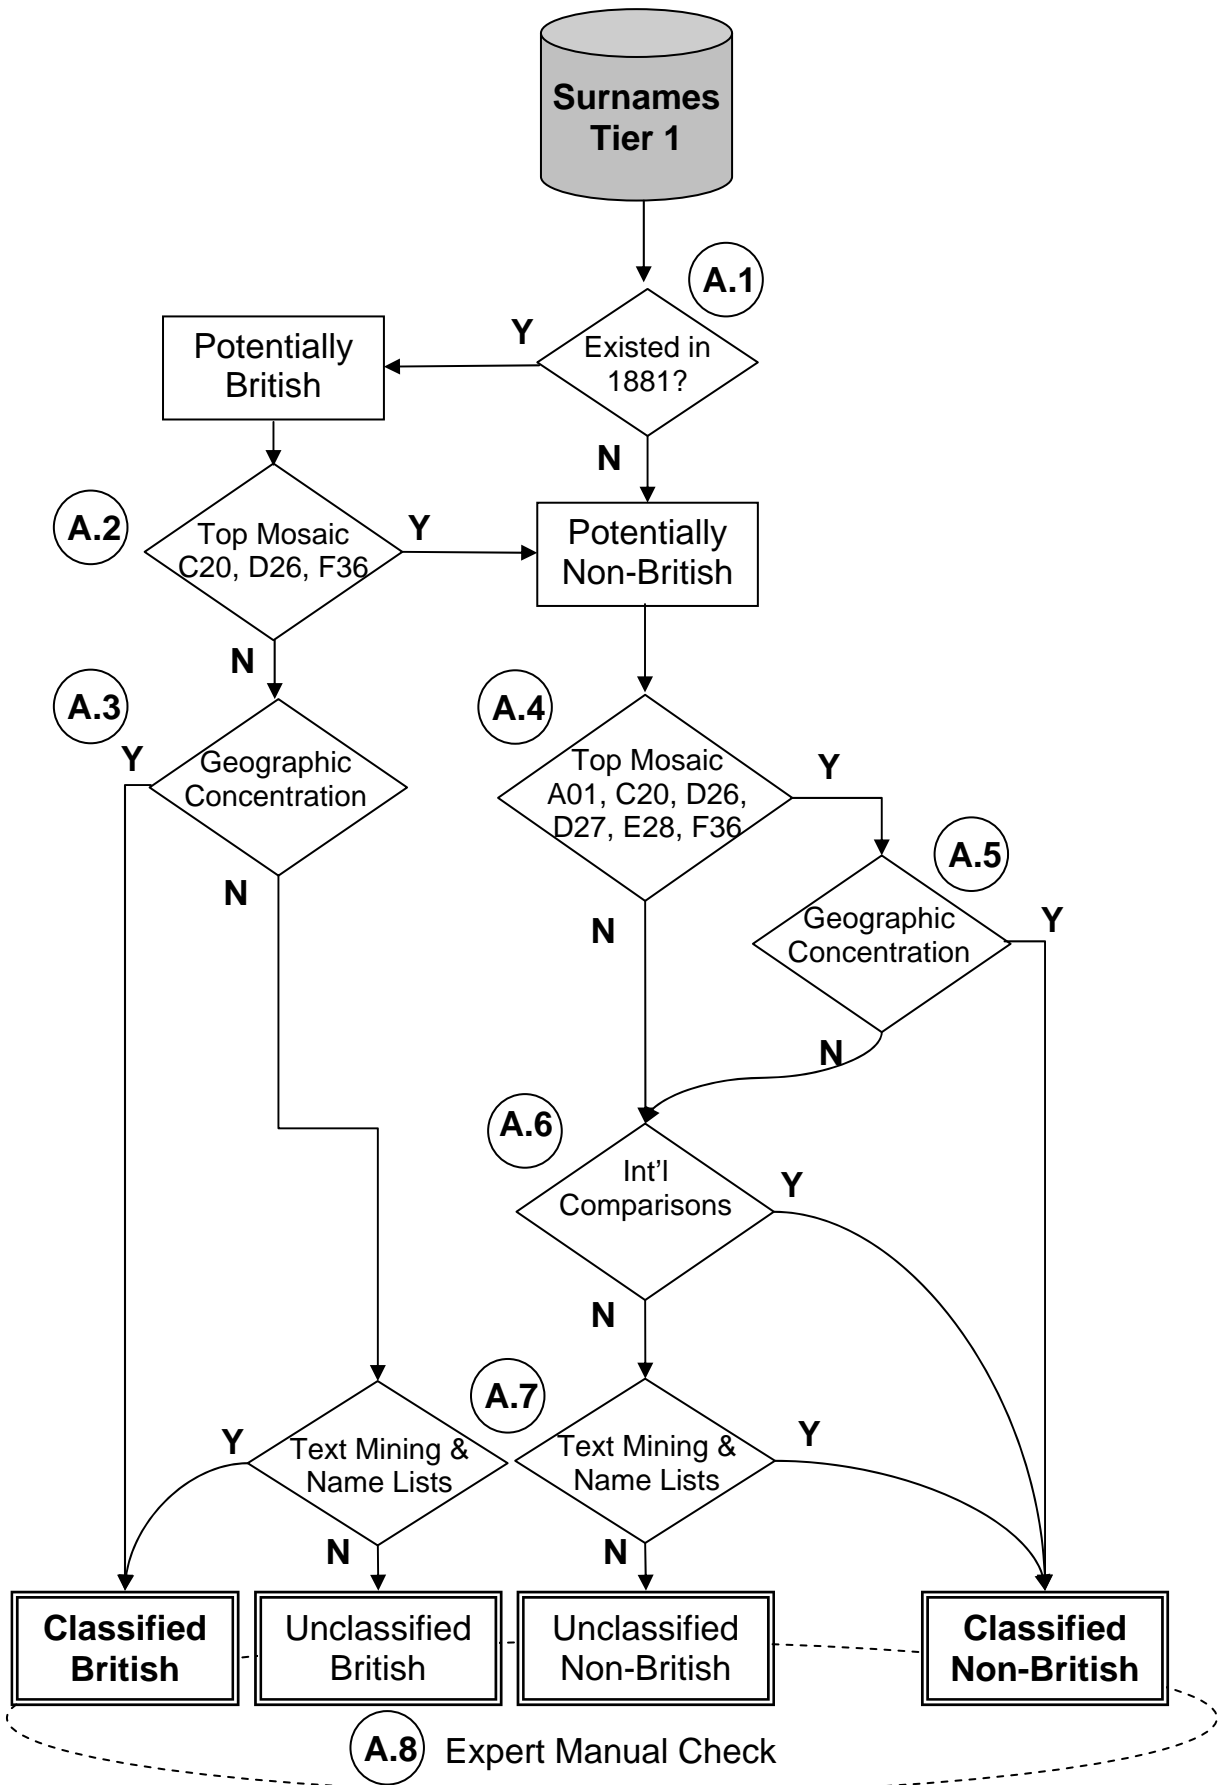 Surnames
Tier 1
A.1
Existed in
1881?
Y
N
Potentially
British
A.2
Top Mosaic
C20, D26, F36
Y
N
Potentially
Non-British
A.3
Y
Geographic
Concentration
N
A.4
Top Mosaic
A01, C20, D26,
D27, E28, F36
Y
N
A.5
Geographic
Concentration
Y
N
A.6
Int'l
Comparisons
Y
N
A.7
Y
Text Mining &
Name Lists
N
Text Mining &
Name Lists
Y
N
Classified
British
Unclassified
British
Unclassified
Non-British
Classified
Non-British
A.8 Expert Manual Check